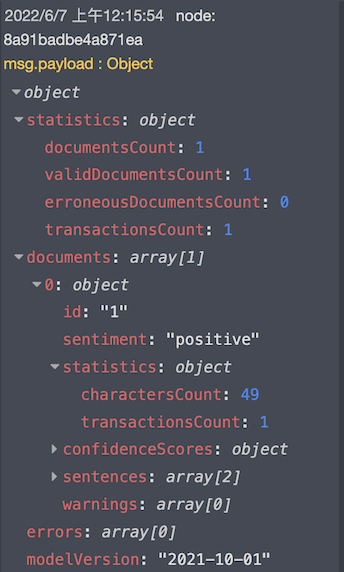 2022/6/7 上午12:15:54 node:
8a91badbe4a871ea
msg.payload : Object
object
statistics: object
documentsCount: 1
validDocumentsCount: 1
erroneousDocumentsCount: 0
transactionsCount: 1
documents: array[1]
0: object
id: "1"
sentiment: "positive"
statistics: object
charactersCount: 49
transactionsCount: 1
confidenceScores: object
sentences: array[2]
warnings: array[0]
errors: array[0]
modelVersion: "2021-10-01"